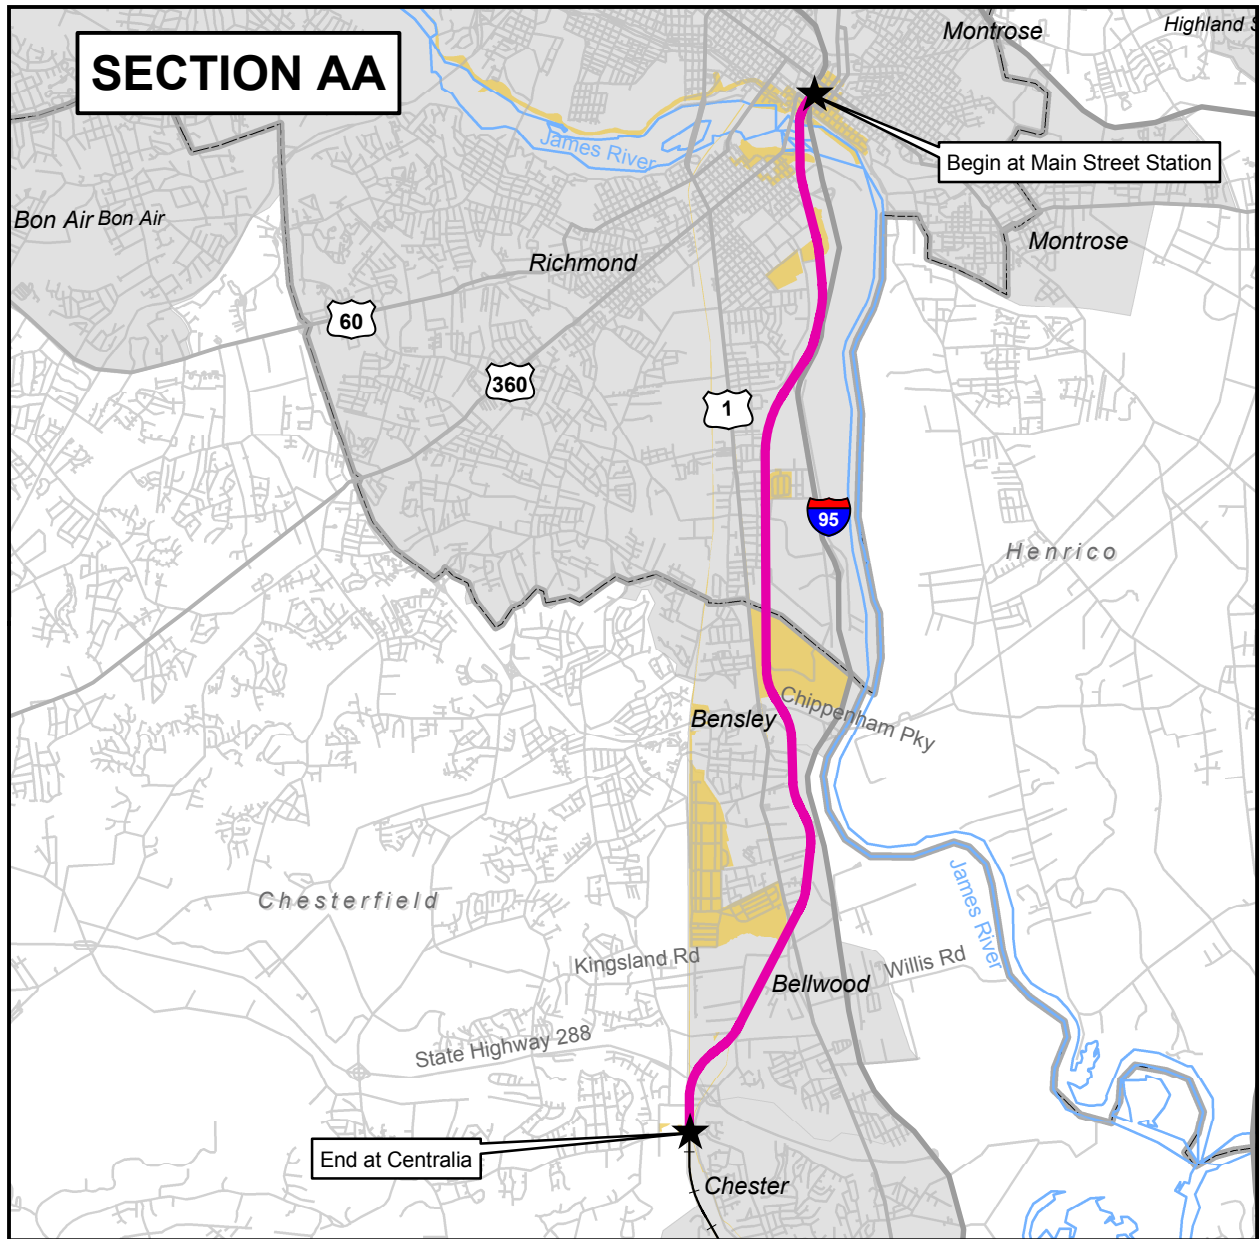 SECTION AA
Montrose
Highland
James River
Begin at Main Street Station
Bon Air Bon Air
Richmond
Montrose
60
360
1
95
Henrico
Bensley
Chippenham Pky
Chesterfield
James River
Kingsland Rd
Bellwood
Willis Rd
State Highway 288
End at Centralia
Chester